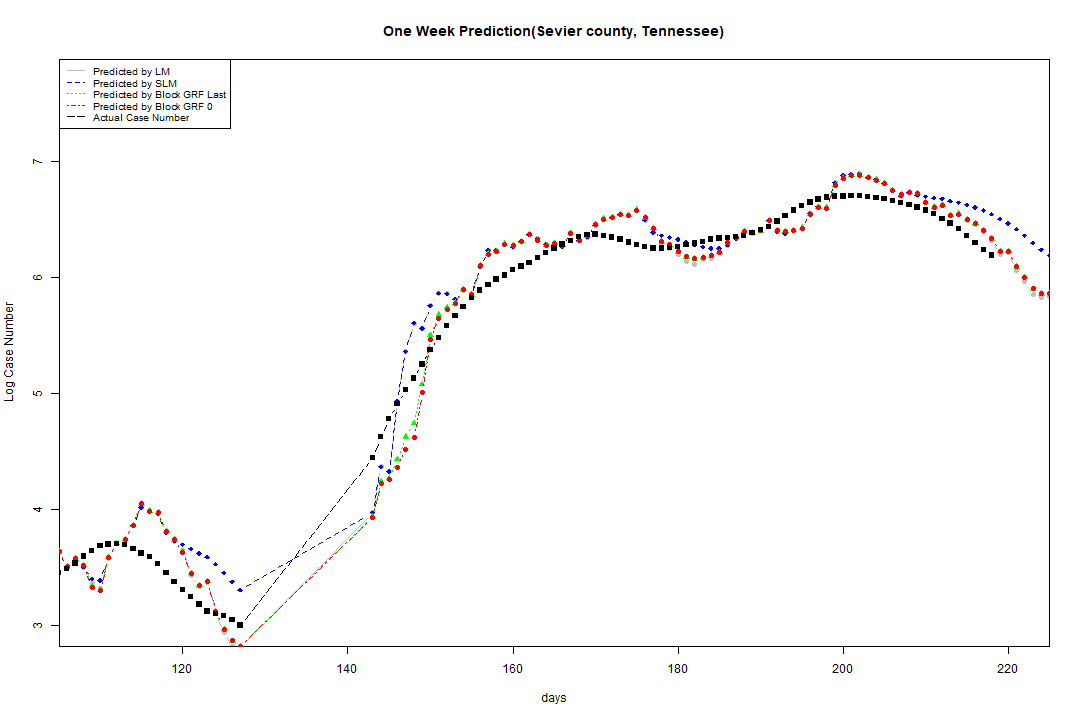 One Week Prediction(Sevier county, Tennessee)
Predicted by LM
Predicted by SLM
Predicted by Block GRF Last
Predicted by Block GRF 0
Actual Case Number
7
6
5
4
3
Log Case Number
120 140 160 180 200 220
days